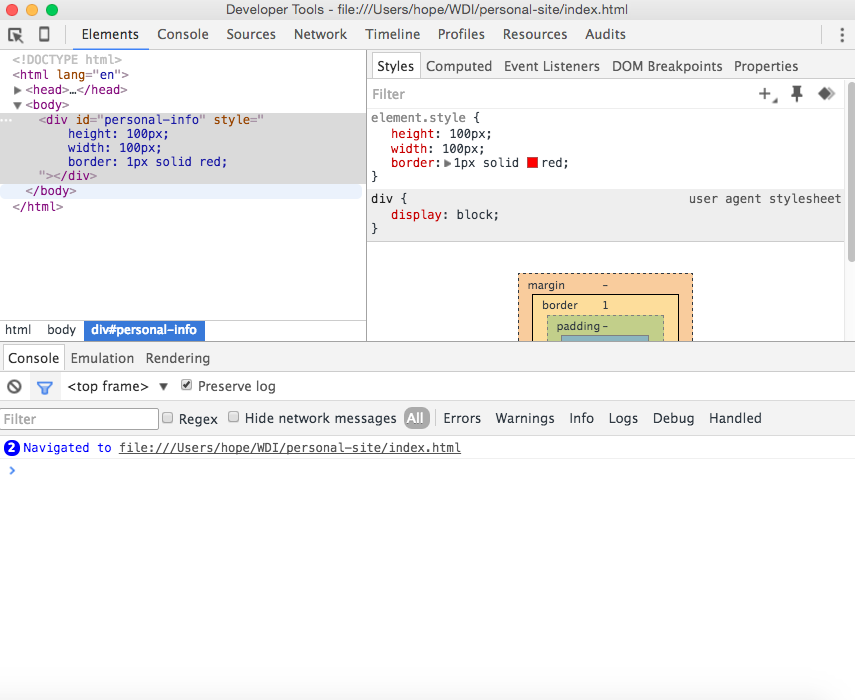 Developer Tools - file:///Users/hope/WDI/personal-site/index.html
Elements Console Sources Network Timeline Profiles Resources Audits
<!DOCTYPE html>
<html lang="en">
<head>…</head>
<body>
<div id="personal-info" style="
height: 100px;
width: 100px;
border: 1px solid red;
"></div>
</body>
</html>
html body div#personal-info
Styles Computed Event Listeners DOM Breakpoints Properties
Filter
element.style {
height: 100px;
width: 100px;
border: 1px solid red;
}
div { user agent stylesheet
display: block;
}
margin -
border 1
padding -
Console Emulation Rendering
<top frame> Preserve log
Filter Regex Hide network messages All Errors Warnings Info Logs Debug Handled
2 Navigated to file:///Users/hope/WDI/personal-site/index.html